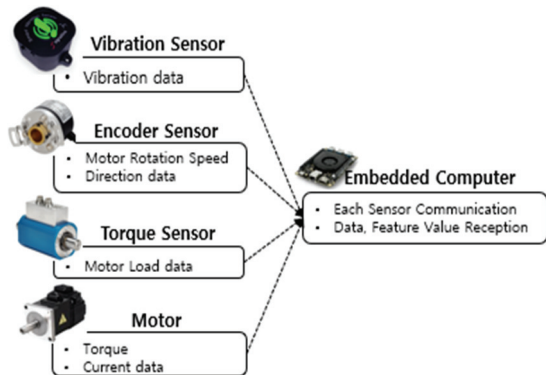 Vibration Sensor
• Vibration data
Encoder Sensor
• Motor Rotation Speed
• Direction data
Torque Sensor
• Motor Load data
Motor
• Torque
• Current data
Embedded Computer
• Each Sensor Communication
• Data, Feature Value Reception